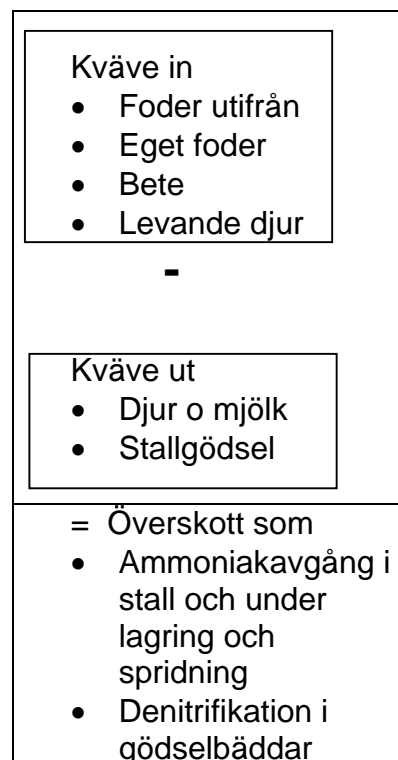 Kväve in
• Foder utifrån
• Eget foder
• Bete
• Levande djur
-
Kväve ut
• Djur o mjölk
• Stallgödsel
= Överskott som
• Ammoniakavgång i
stall och under
lagring och
spridning
• Denitrifikation i
gödselbäddar